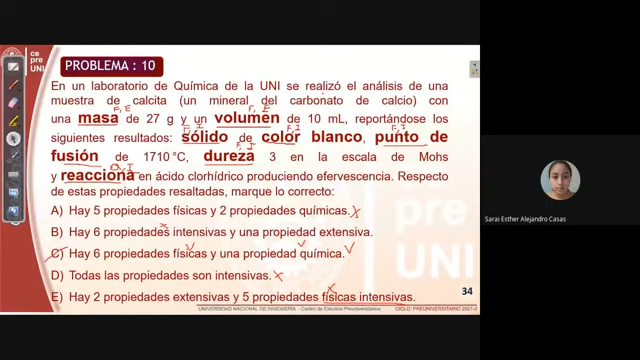 ce
pre
UNI
PROBLEMA : 10
En un laboratorio de Química de la UNI se realizó el análisis de una
muestra de calcita (un mineral del carbonato de calcio) con
F, E
F, E
una masa de 27 g y un volumen de 10 mL, reportándose los
F, I
F, I
F, I
siguientes resultados: sólido de color blanco, punto de
F, I
fusión de 1710 °C, dureza 3 en la escala de Mohs
Q, I
y reacciona en ácido clorhídrico produciendo efervescencia. Respecto
de estas propiedades resaltadas, marque lo correcto:
A) Hay 5 propiedades físicas y 2 propiedades químicas. X
B) Hay 6 propiedades intensivas y una propiedad extensiva.
C) Hay 6 propiedades físicas y una propiedad química.
D) Todas las propiedades son intensivas. X
E) Hay 2 propiedades extensivas y 5 propiedades físicas intensivas.
34
UNIVERSIDAD NACIONAL DE INGENIERÍA - Centro de Estudios Preuniversitarios
CICLO PREUNIVERSITARIO 2021-2
Sarai Esther Alejandro Casas